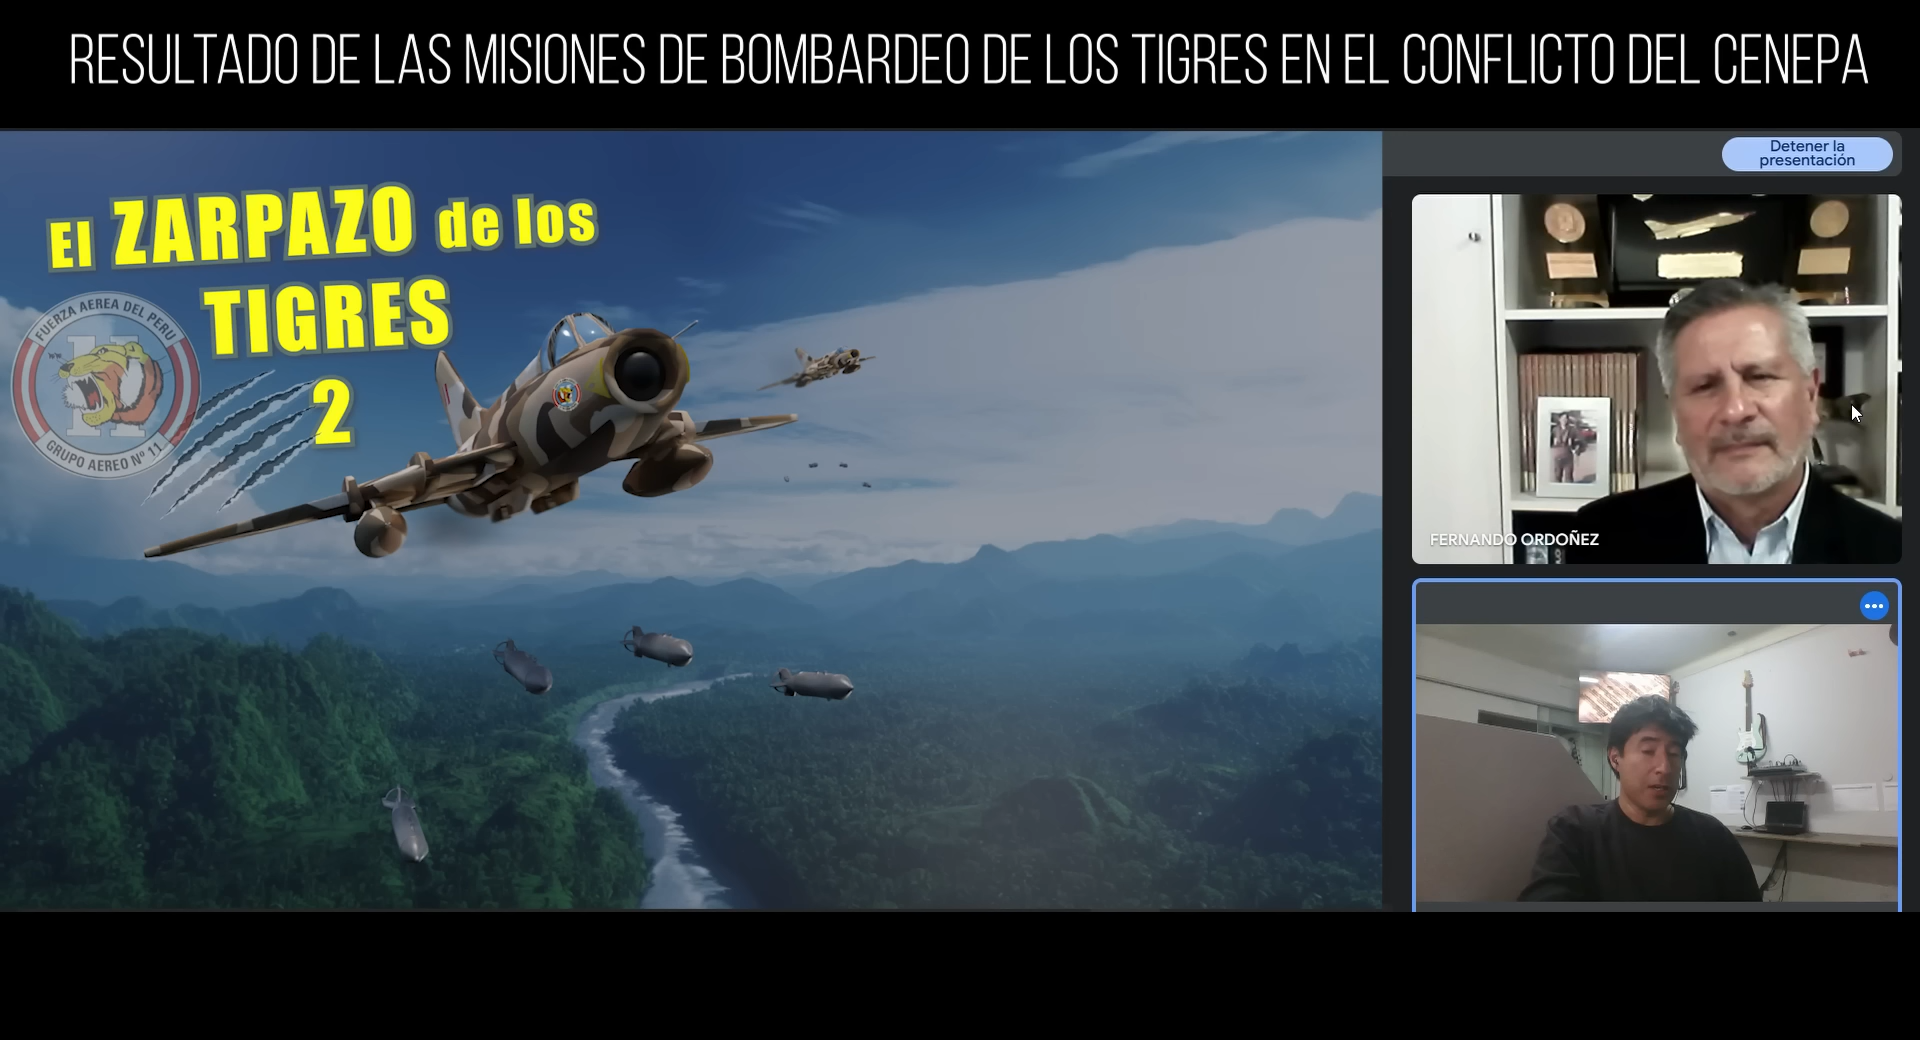 RESULTADO DE LAS MISIONES DE BOMBARDEO DE LOS TIGRES EN EL CONFLICTO DEL CENEPA
El ZARPAZO de los
TIGRES
2
FUERZA AEREA DEL PERU
11
GRUPO AEREO Nº 11
Detener la
presentación
FERNANDO ORDOÑEZ